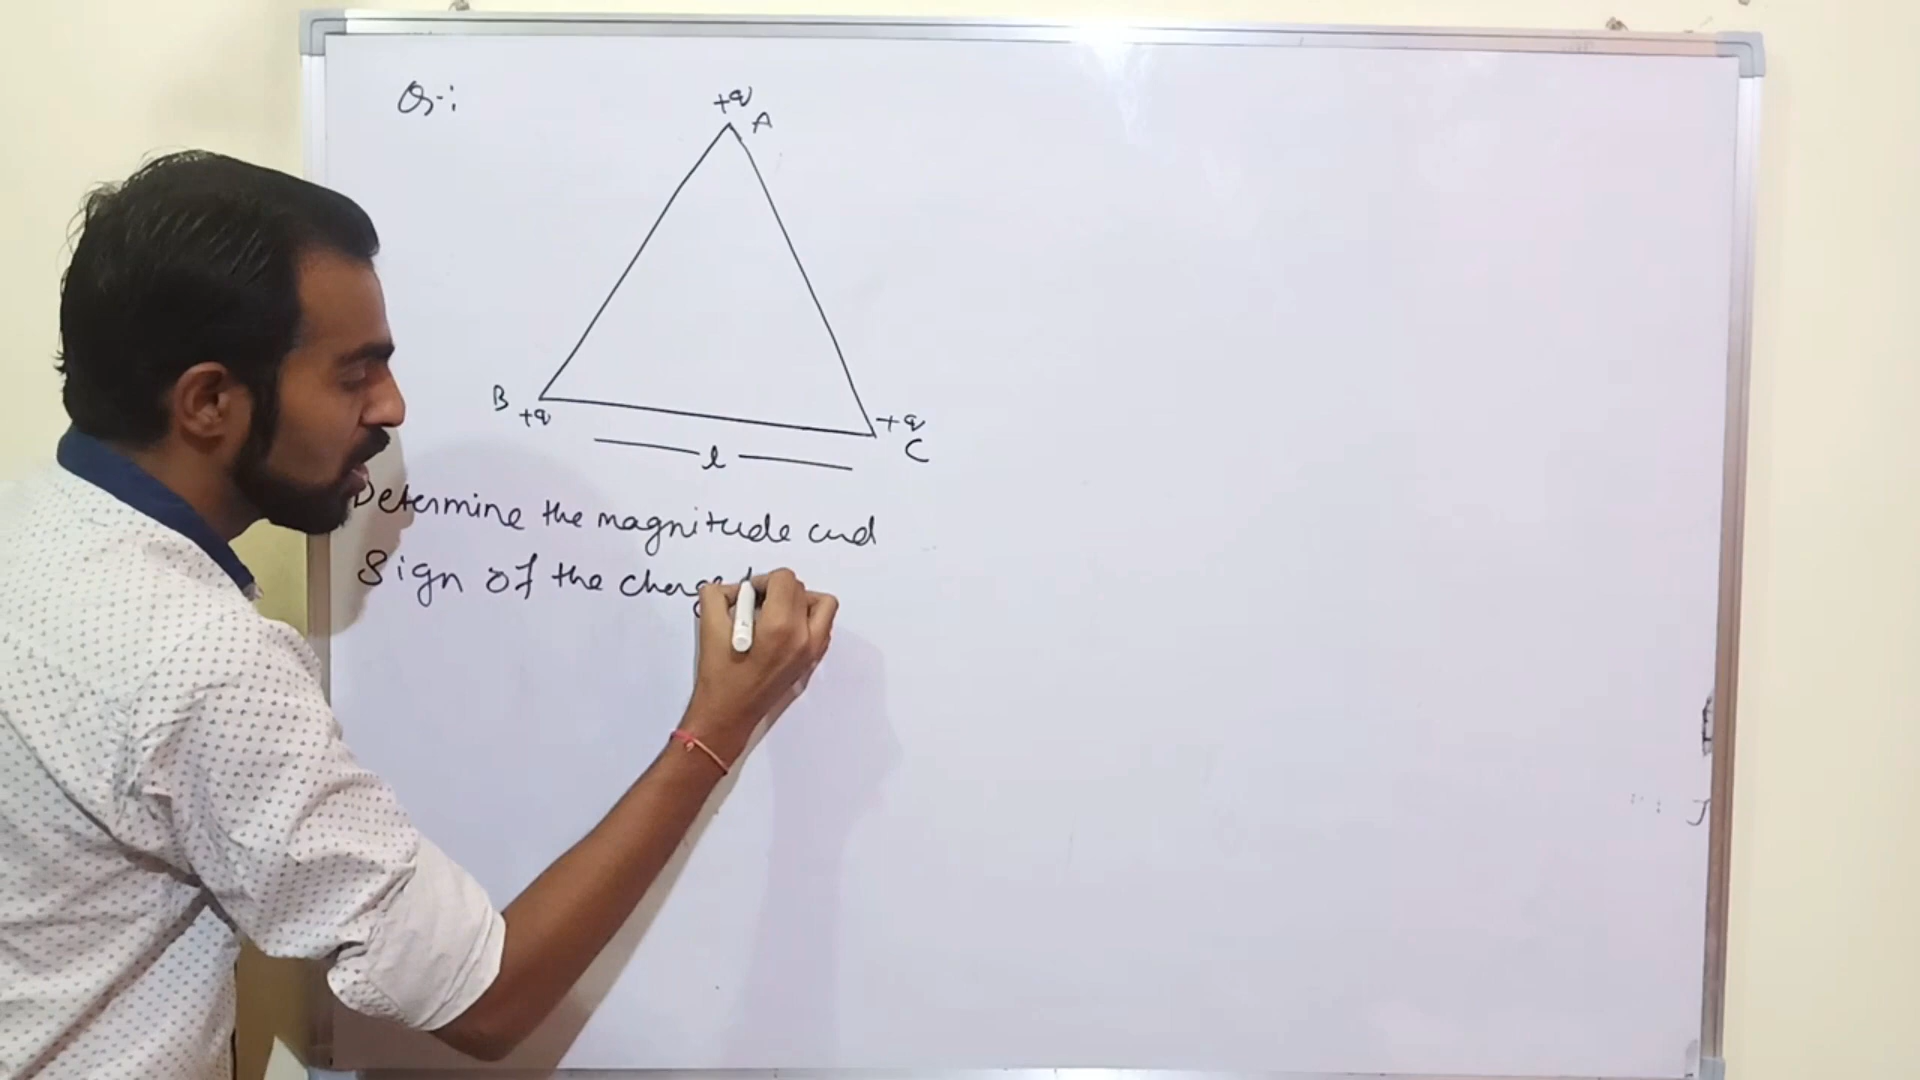 Q:-
+q
A
B
+q
+q
C
l
Determine the magnitude and
Sign of the charge